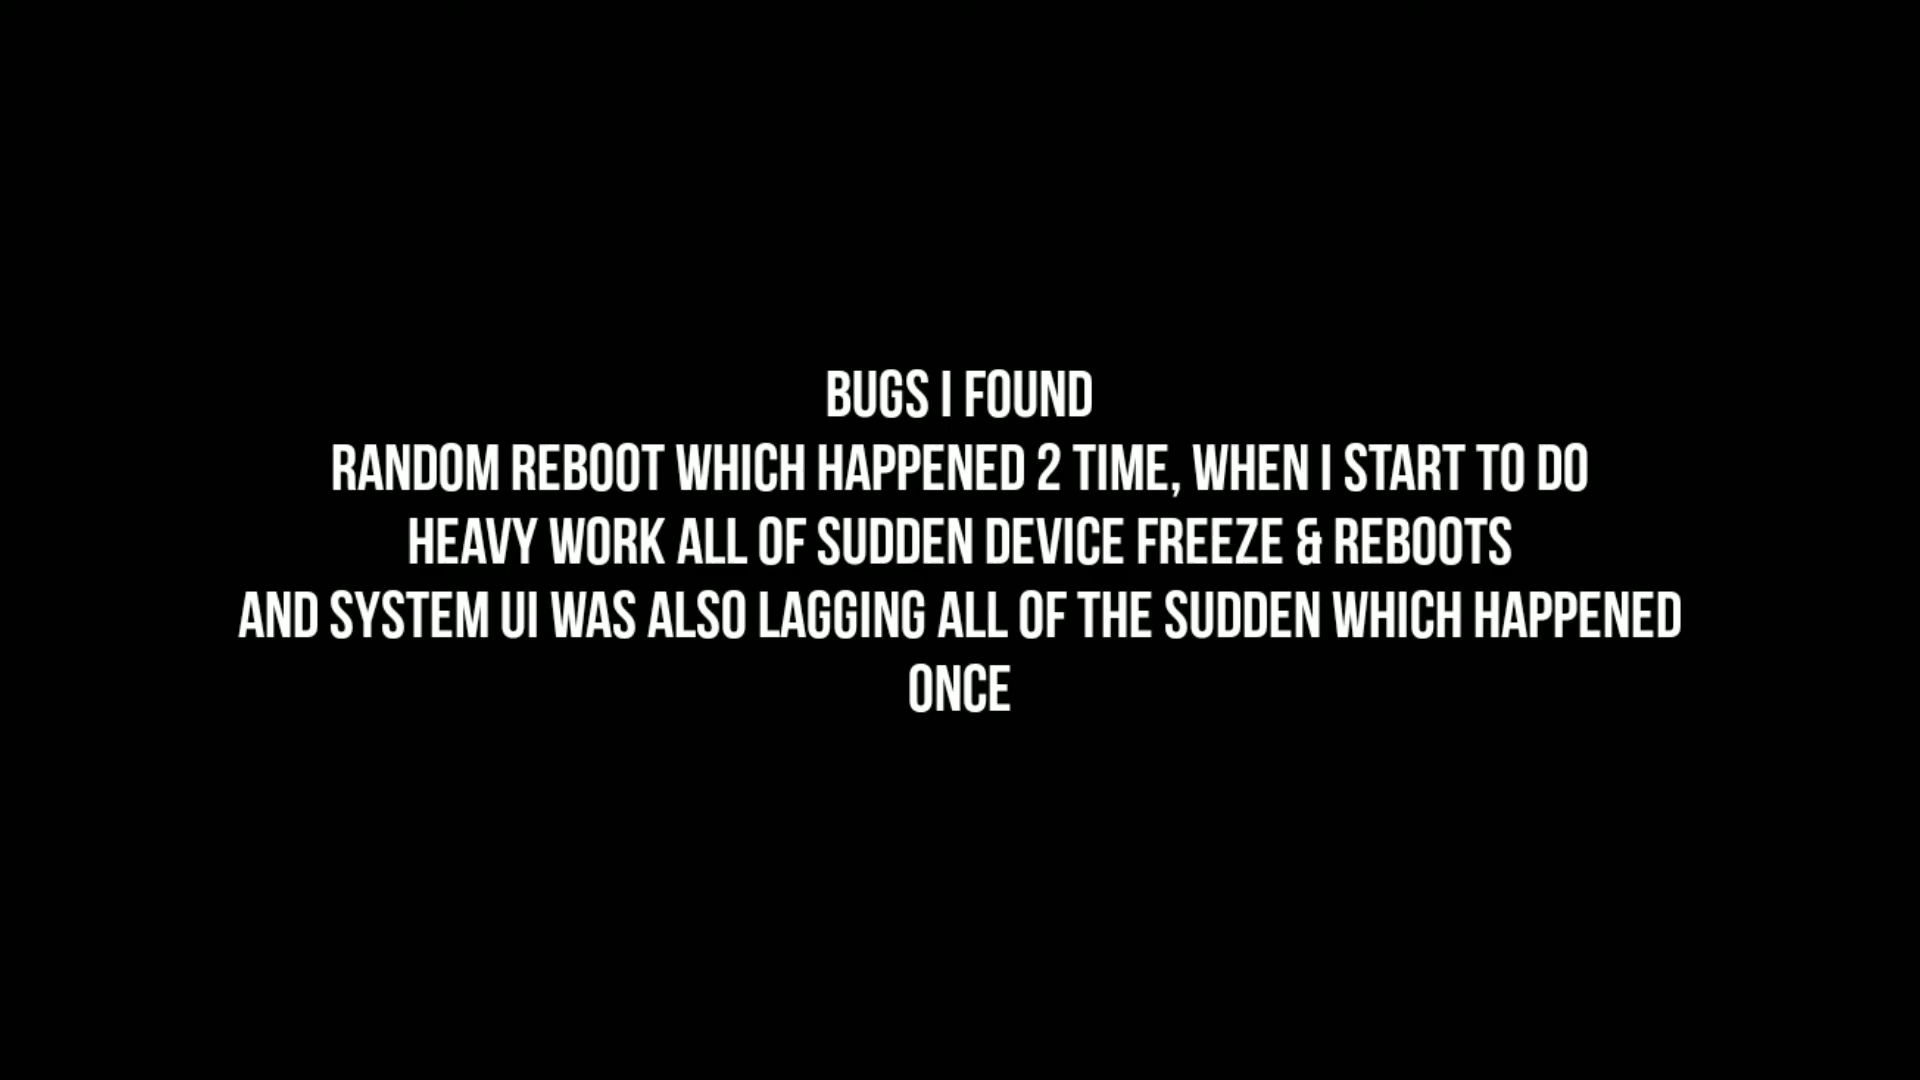 BUGS I FOUND
RANDOM REBOOT WHICH HAPPENED 2 TIME, WHEN I START TO DO
HEAVY WORK ALL OF SUDDEN DEVICE FREEZE & REBOOTS
AND SYSTEM UI WAS ALSO LAGGING ALL OF THE SUDDEN WHICH HAPPENED
ONCE